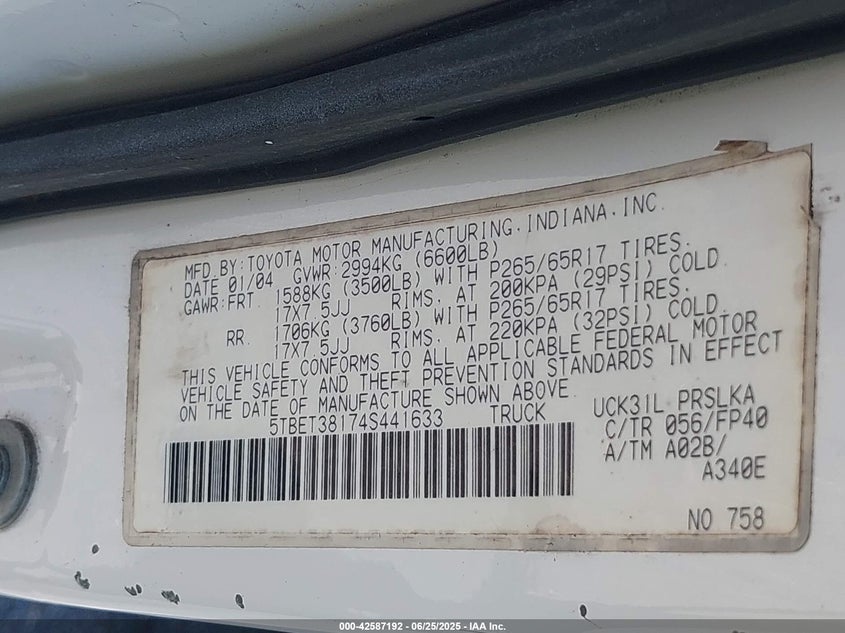 MFD.BY:TOYOTA MOTOR MANUFACTURING.INDIANA.INC.
DATE 01/04 GVWR:2994KG (6600LB)
GAWR:FRT. 1588KG (3500LB) WITH P265/65R17 TIRES.
17X7.5JJ RIMS. AT 200KPA (29PSI) COLD
RR. 1706KG (3760LB) WITH P265/65R17 TIRES.
17X7.5JJ RIMS. AT 220KPA (32PSI) COLD.
THIS VEHICLE CONFORMS TO ALL APPLICABLE FEDERAL MOTOR
VEHICLE SAFETY AND THEFT PREVENTION STANDARDS IN EFFECT
ON THE DATE OF MANUFACTURE SHOWN ABOVE.
5TBET38174S441633 TRUCK
UCK31L PRSLKA
C/TR 056/FP40
A/TM A02B/
A340E
NO 758
000-42587192 - 06/25/2025 - IAA Inc.